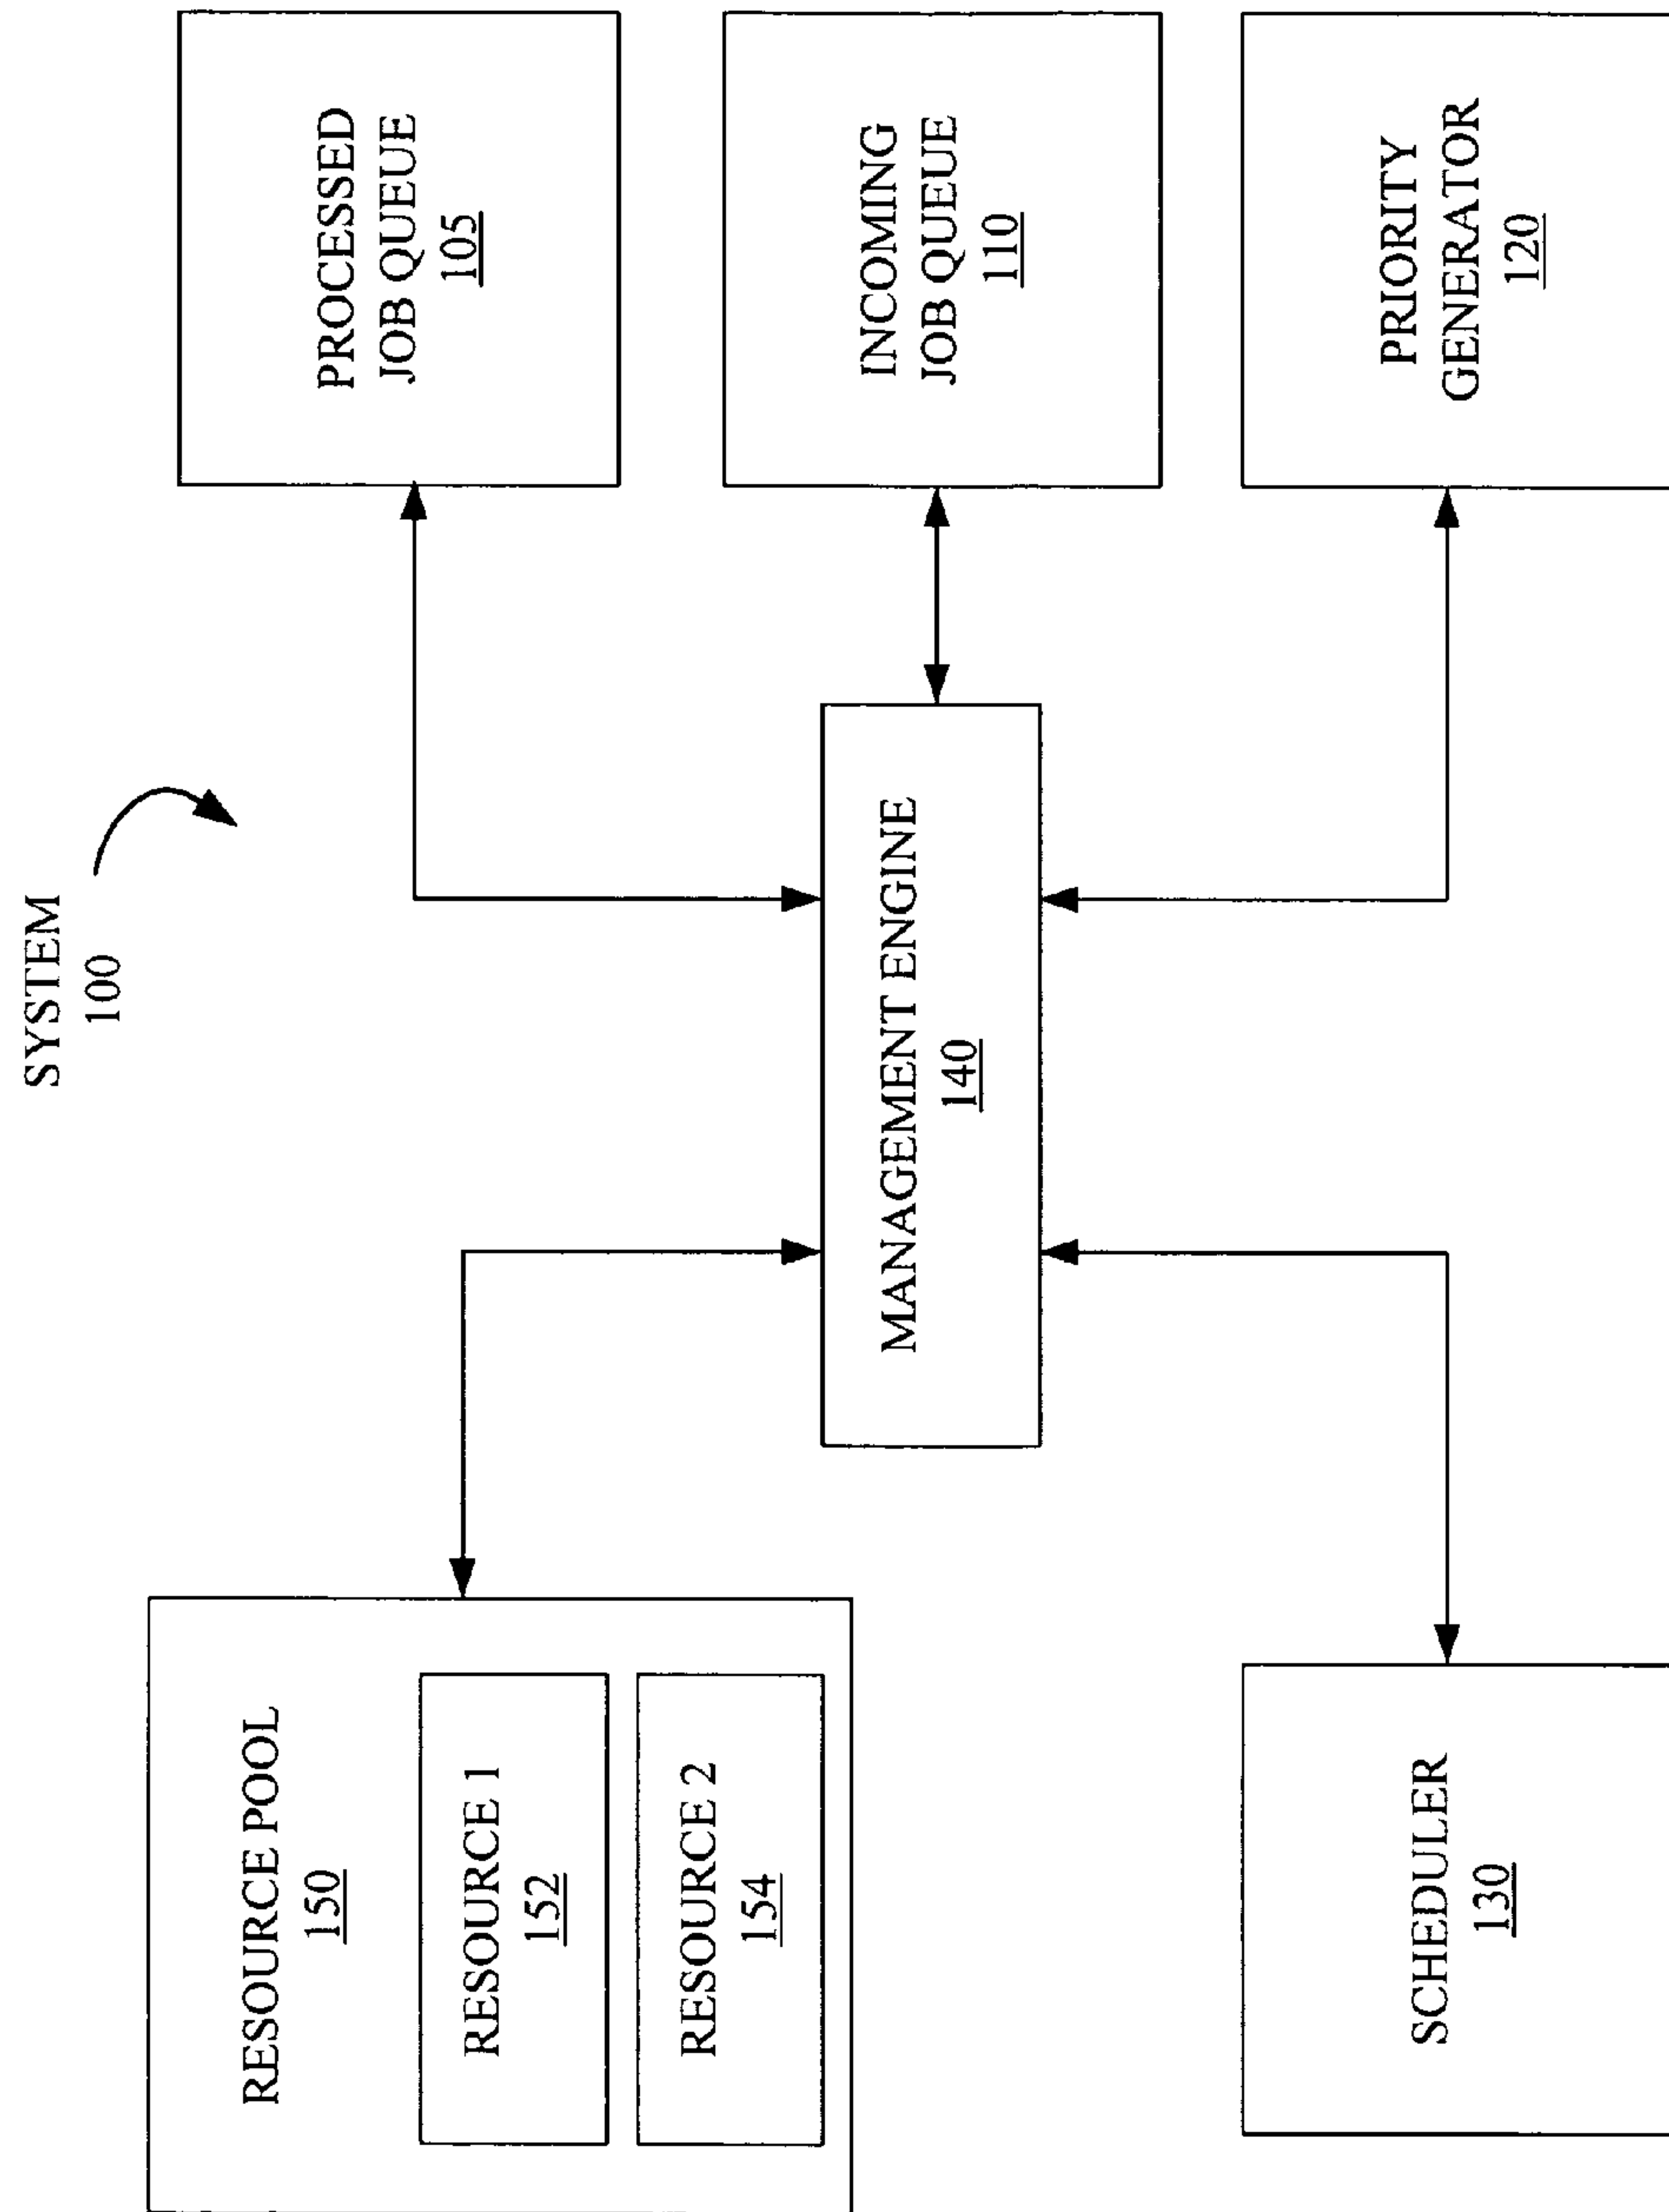 SYSTEM
100
RESOURCE POOL
150
RESOURCE 1
152
RESOURCE 2
154
PROCESSED
JOB QUEUE
105
MANAGEMENT ENGINE
140
INCOMING
JOB QUEUE
110
SCHEDULER
130
PRIORITY
GENERATOR
120